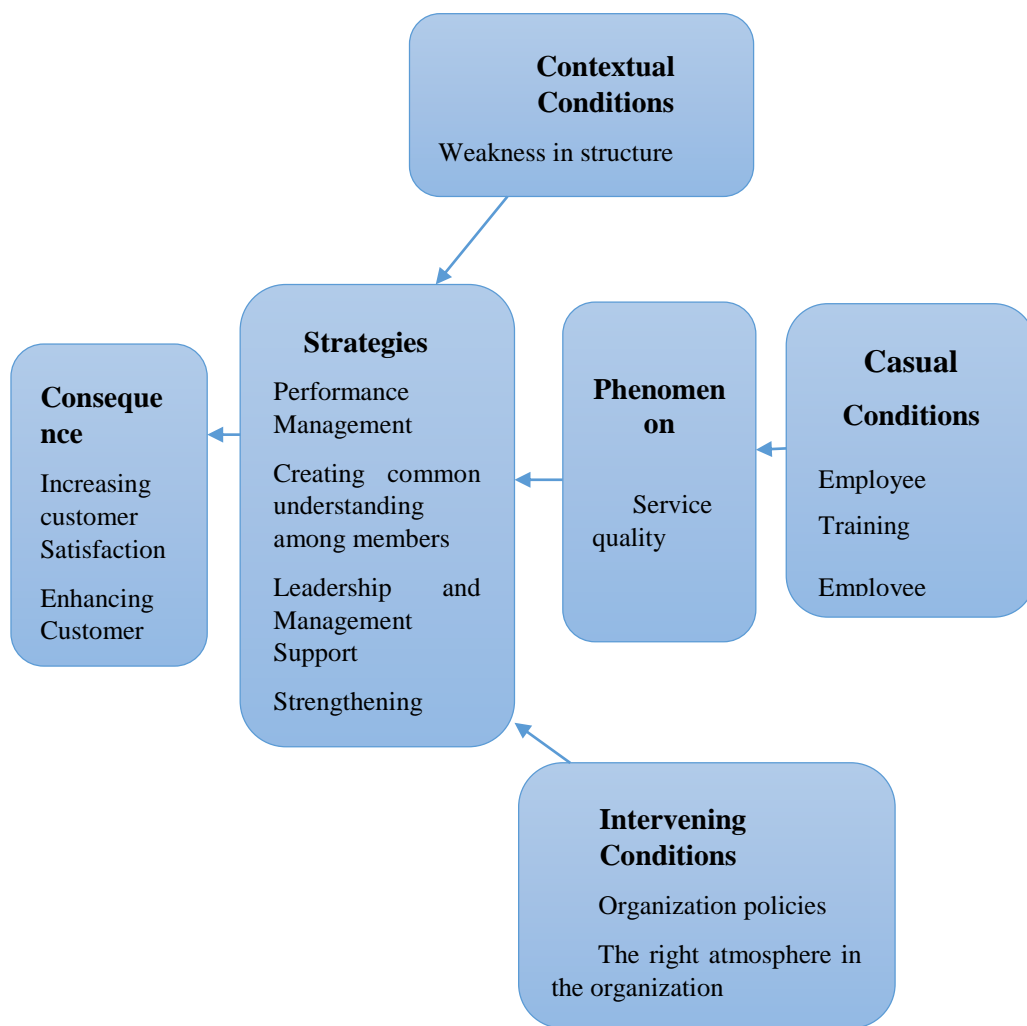 Contextual
Conditions
Weakness in structure
Strategies
Performance
Management
Creating common
understanding
among members
Leadership and
Management
Support
Strengthening
Phenomen
on
Service
quality
Casual
Conditions
Employee
Training
Employee
Conseque
nce
Increasing
customer
Satisfaction
Enhancing
Customer
Intervening
Conditions
Organization policies
The right atmosphere in
the organization